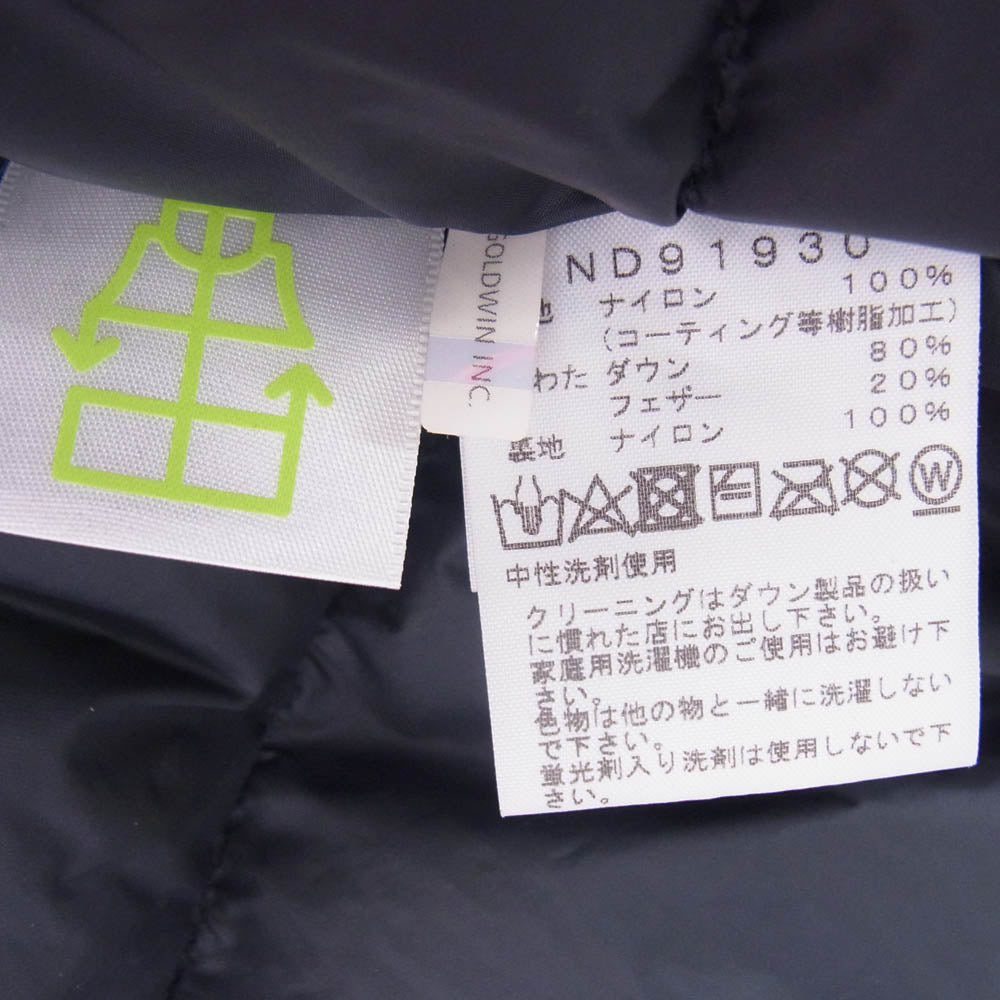 GOLDWIN INC.
ND91930
地 ナイロン 100%
(コーティング等樹脂加工)
わた ダウン 80%
フェザー 20%
裏地 ナイロン 100%
W
中性洗剤使用
クリーニングはダウン製品の扱い
に慣れた店にお出し下さい。
家庭用洗濯機のご使用はお避け下
さい。
色物は他の物と一緒に洗濯しない
で下さい。
蛍光剤入り洗剤は使用しないで下
さい。